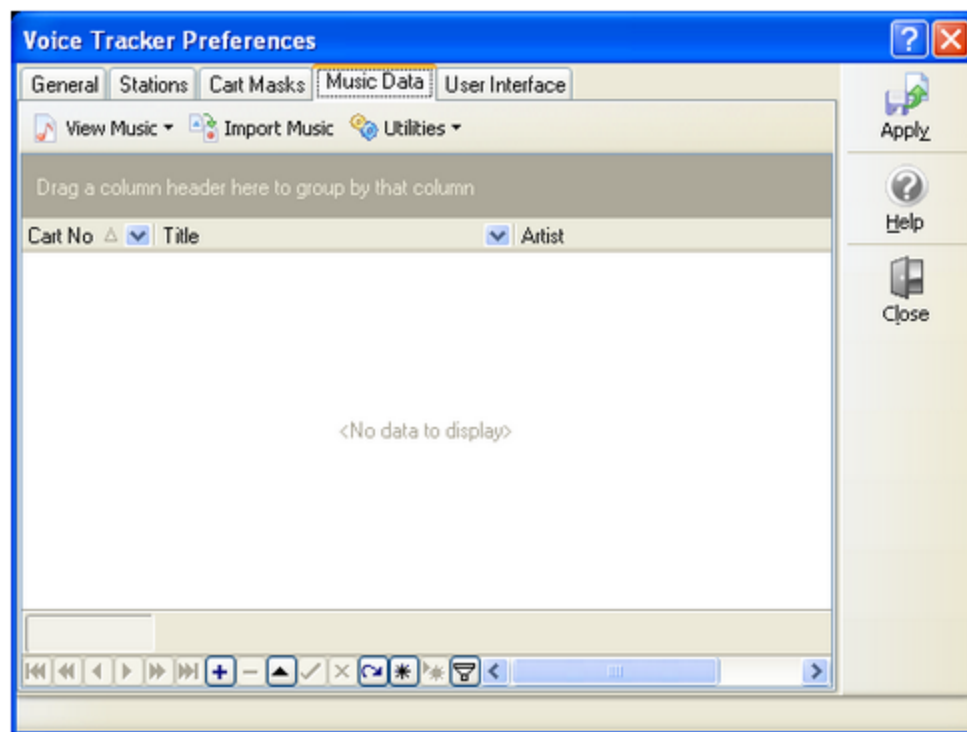 Voice Tracker Preferences
General Stations Cart Masks Music Data User Interface
View Music Import Music Utilities
Apply
Drag a column header here to group by that column
Help
Cart No Title Artist
Close
<No data to display>